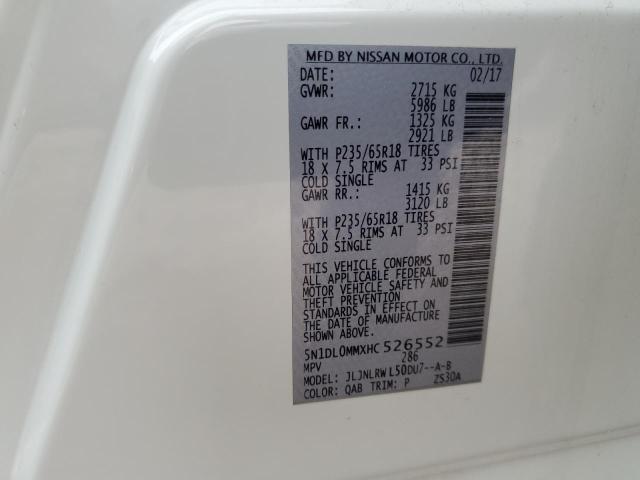 MFD BY NISSAN MOTOR CO., LTD.
DATE: 02/17
GVWR: 2715 KG
5986 LB
GAWR FR.: 1325 KG
2921 LB
WITH P235/65R18 TIRES
18 X 7.5 RIMS AT 33 PSI
COLD SINGLE
GAWR RR.: 1415 KG
3120 LB
WITH P235/65R18 TIRES
18 X 7.5 RIMS AT 33 PSI
COLD SINGLE
THIS VEHICLE CONFORMS TO
ALL APPLICABLE FEDERAL
MOTOR VEHICLE SAFETY AND
THEFT PREVENTION
STANDARDS IN EFFECT ON
THE DATE OF MANUFACTURE
SHOWN ABOVE.
5N1DL0MMXHC526552
MPV 286
MODEL: JLJNLRWL50DU7--A-B
COLOR: QAB TRIM: P ZS30A